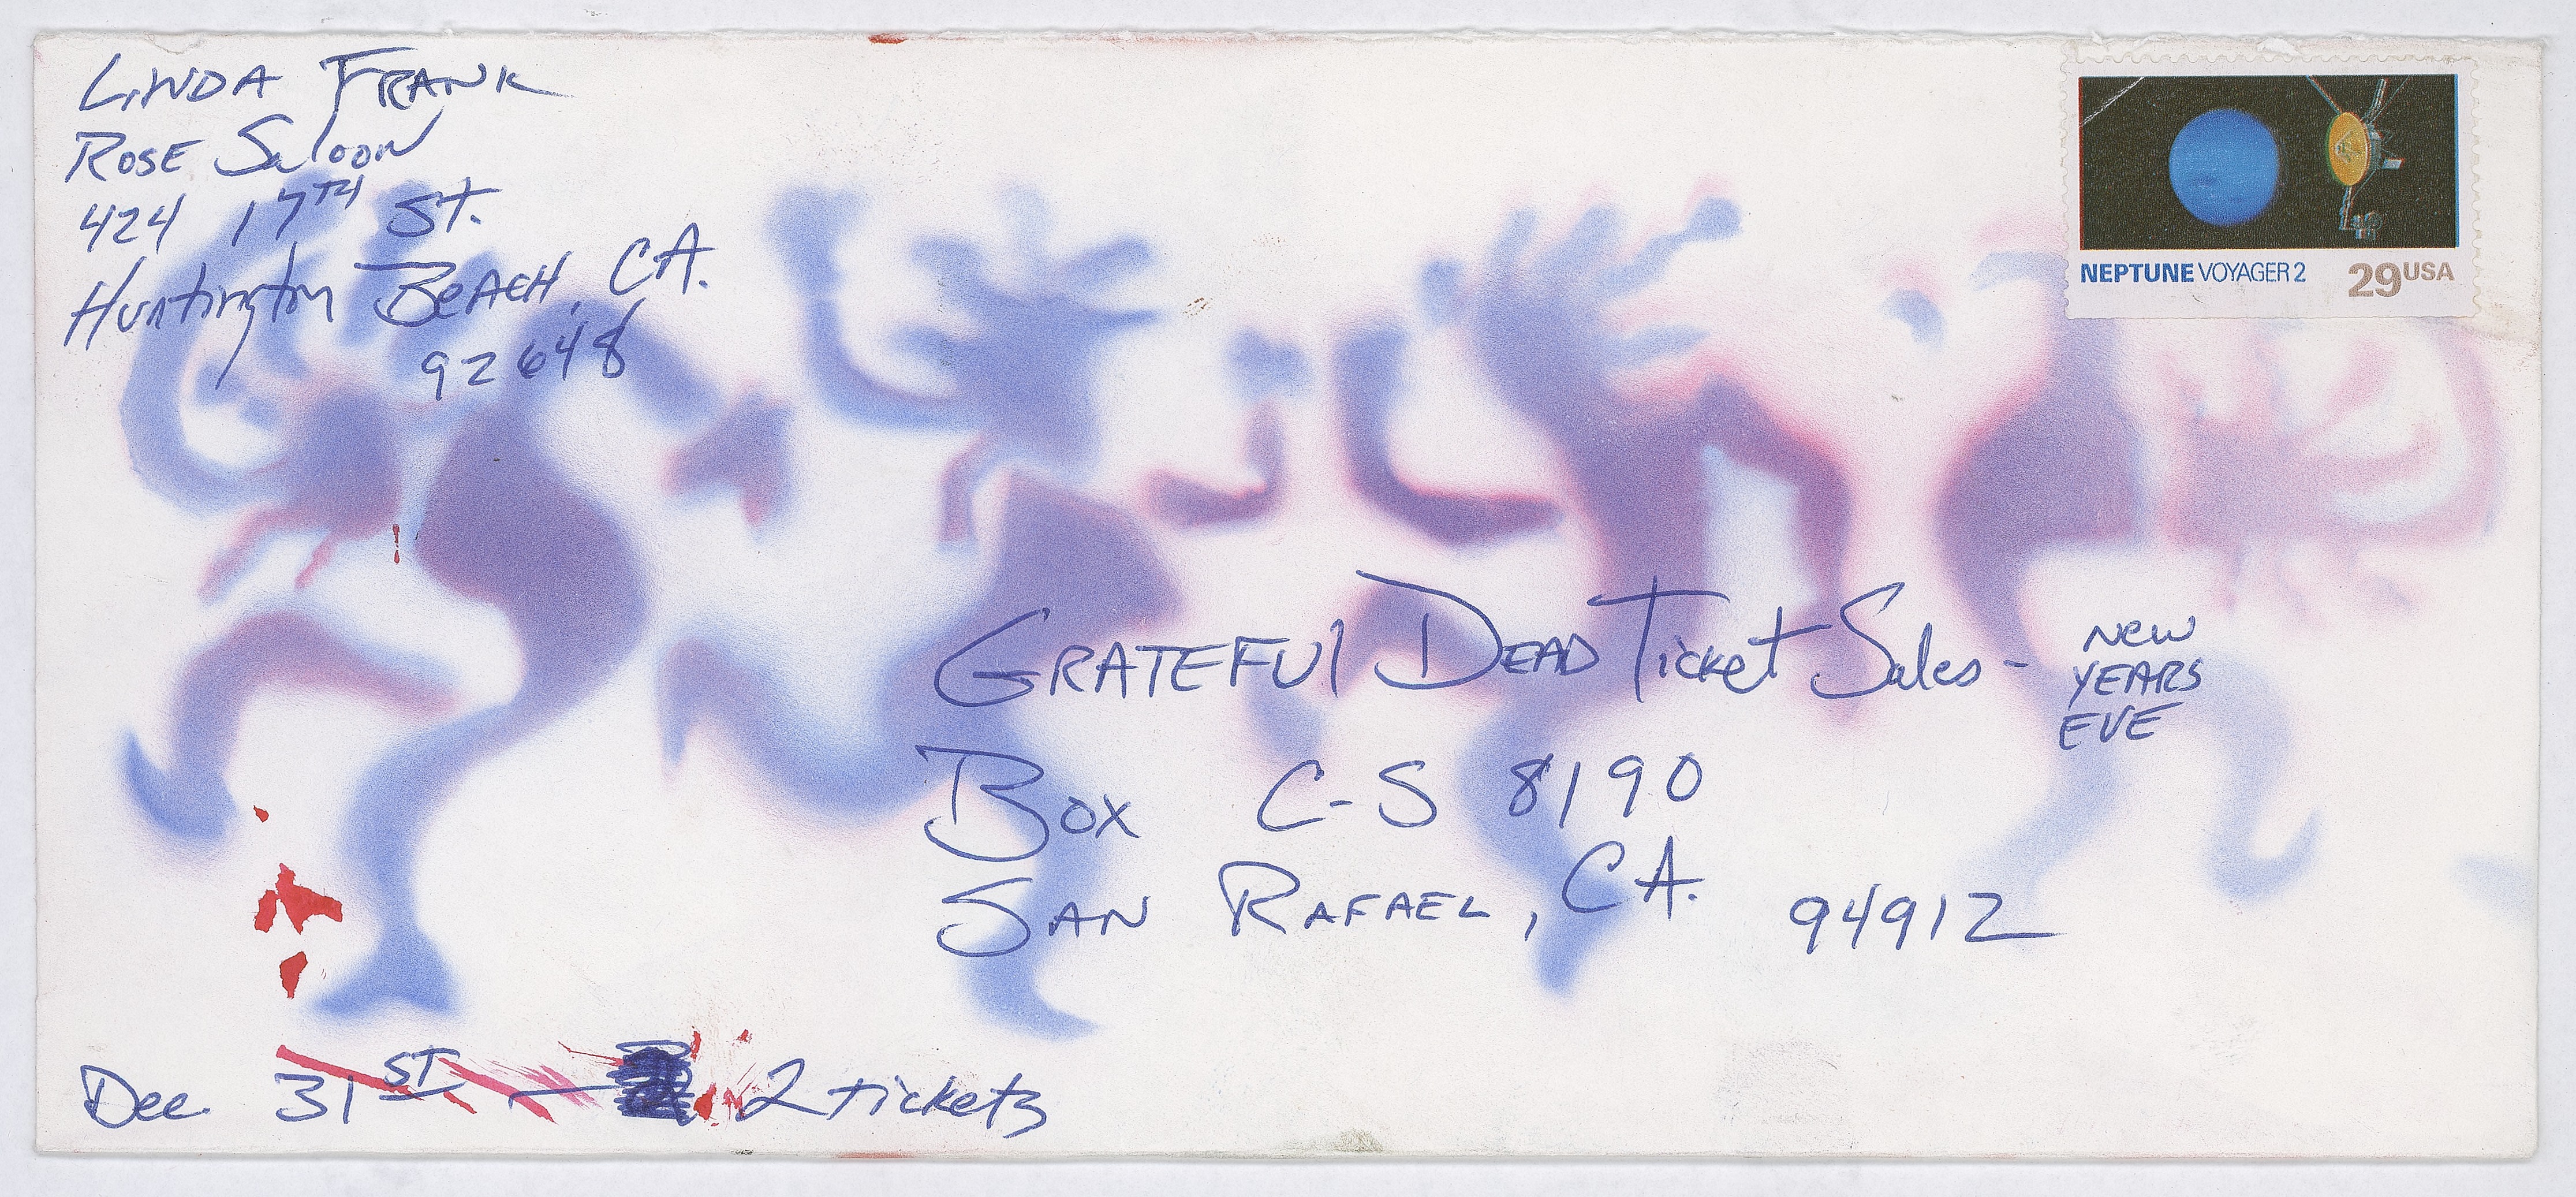 LINDA FRANK
ROSE Saloon
424 17TH ST.
Huntington BEACH, CA.
92648
NEPTUNE VOYAGER 2 29USA
GRATEFUL DEAD Ticket Sales - NEW YEARS EVE
Box C-S 8190
SAN RAFAEL, CA. 94912
Dec 31ST — 2 tickets